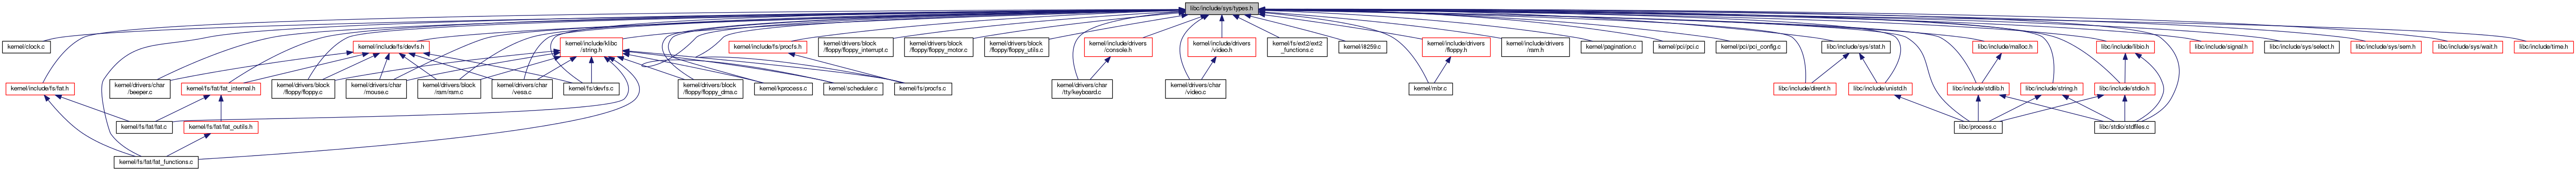 libc/include/sys/types.h
kernel/clock.c
kernel/include/fs/devfs.h
kernel/include/klibc
/string.h
kernel/include/fs/procfs.h
kernel/drivers/block
/floppy/floppy_interrupt.c
kernel/drivers/block
/floppy/floppy_motor.c
kernel/drivers/block
/floppy/floppy_utils.c
kernel/include/drivers
/console.h
kernel/include/drivers
/video.h
kernel/fs/ext2/ext2
_functions.c
kernel/i8259.c
kernel/include/drivers
/floppy.h
kernel/include/drivers
/rsm.h
kernel/pagination.c
kernel/pci/pci.c
kernel/pci/pci_config.c
libc/include/sys/stat.h
libc/include/malloc.h
libc/include/libio.h
libc/include/signal.h
libc/include/sys/select.h
libc/include/sys/sem.h
libc/include/sys/wait.h
libc/include/time.h
kernel/include/fs/fat.h
kernel/drivers/char
/beeper.c
kernel/fs/fat/fat_internal.h
kernel/drivers/block
/floppy/floppy.c
kernel/drivers/char
/mouse.c
kernel/drivers/block
/rsm/rsm.c
kernel/drivers/char
/vesa.c
kernel/fs/devfs.c
kernel/drivers/block
/floppy/floppy_dma.c
kernel/kprocess.c
kernel/scheduler.c
kernel/fs/procfs.c
kernel/drivers/char
/tty/keyboard.c
kernel/drivers/char
/video.c
kernel/mbr.c
libc/include/dirent.h
libc/include/unistd.h
libc/include/stdlib.h
libc/include/string.h
libc/include/stdio.h
kernel/fs/fat/fat.c
kernel/fs/fat/fat_outils.h
libc/process.c
libc/stdio/stdfiles.c
kernel/fs/fat/fat_functions.c